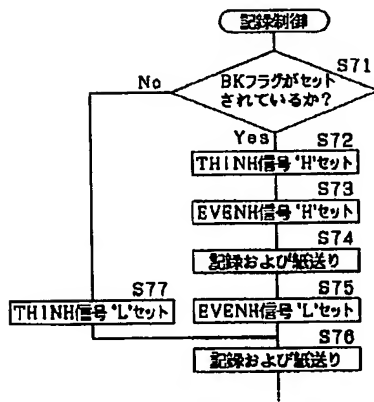 記録制御
S71
BKフラグがセット
されているか?
No
Yes
S72
THINH信号'H'セット
S73
EVENH信号'H'セット
S74
記録および紙送り
S77
THINH信号'L'セット
S75
EVENH信号'L'セット
S76
記録および紙送り